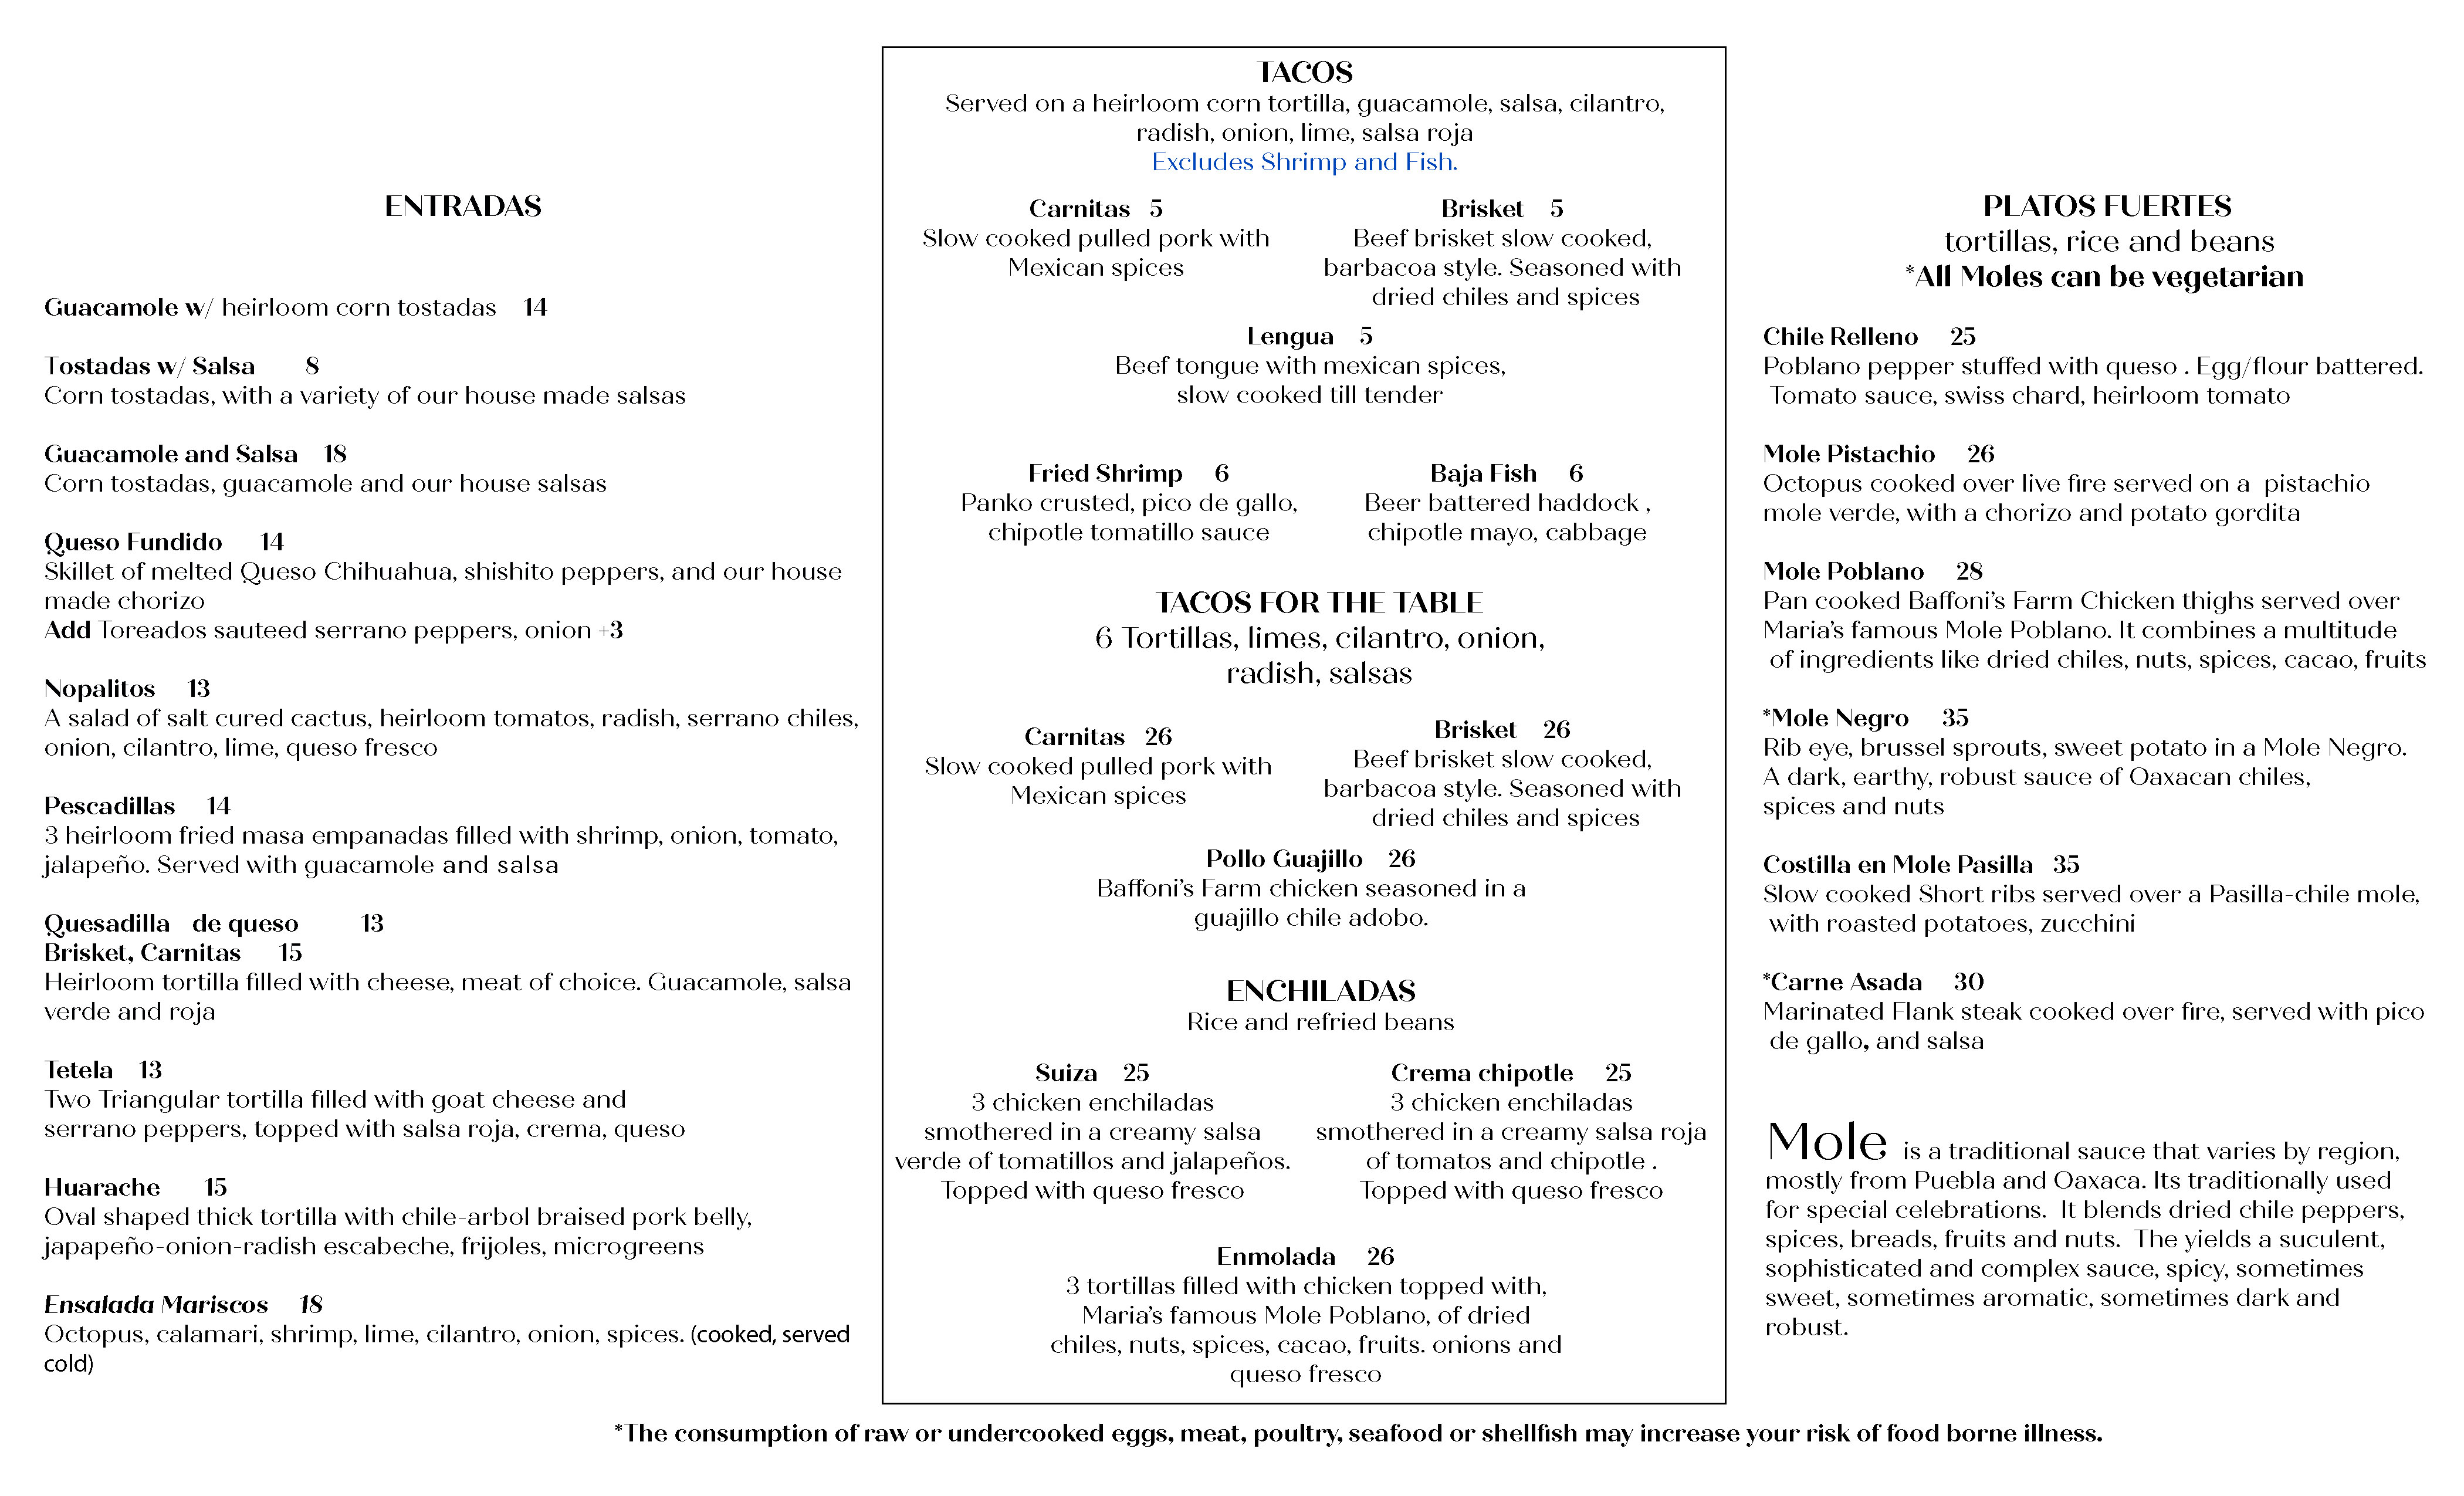 ENTRADAS
Guacamole w/ heirloom corn tostadas 14
Tostadas w/ Salsa 8
Corn tostadas, with a variety of our house made salsas
Guacamole and Salsa 18
Corn tostadas, guacamole and our house salsas
Queso Fundido 14
Skillet of melted Queso Chihuahua, shishito peppers, and our house
made chorizo
Add Toreados sauteed serrano peppers, onion +3
Nopalitos 13
A salad of salt cured cactus, heirloom tomatos, radish, serrano chiles,
onion, cilantro, lime, queso fresco
Pescadillas 14
3 heirloom fried masa empanadas filled with shrimp, onion, tomato,
jalapeño. Served with guacamole and salsa
Quesadilla de queso 13
Brisket, Carnitas 15
Heirloom tortilla filled with cheese, meat of choice. Guacamole, salsa
verde and roja
Tetela 13
Two Triangular tortilla filled with goat cheese and
serrano peppers, topped with salsa roja, crema, queso
Huarache 15
Oval shaped thick tortilla with chile-arbol braised pork belly,
japapeño-onion-radish escabeche, frijoles, microgreens
Ensalada Mariscos 18
Octopus, calamari, shrimp, lime, cilantro, onion, spices. (cooked, served
cold)
TACOS
Served on a heirloom corn tortilla, guacamole, salsa, cilantro,
radish, onion, lime, salsa roja
Excludes Shrimp and Fish.
Carnitas 5
Slow cooked pulled pork with
Mexican spices
Brisket 5
Beef brisket slow cooked,
barbacoa style. Seasoned with
dried chiles and spices
Lengua 5
Beef tongue with mexican spices,
slow cooked till tender
Fried Shrimp 6
Panko crusted, pico de gallo,
chipotle tomatillo sauce
Baja Fish 6
Beer battered haddock ,
chipotle mayo, cabbage
TACOS FOR THE TABLE
6 Tortillas, limes, cilantro, onion,
radish, salsas
Carnitas 26
Slow cooked pulled pork with
Mexican spices
Brisket 26
Beef brisket slow cooked,
barbacoa style. Seasoned with
dried chiles and spices
Pollo Guajillo 26
Baffoni's Farm chicken seasoned in a
guajillo chile adobo.
ENCHILADAS
Rice and refried beans
Suiza 25
3 chicken enchiladas
smothered in a creamy salsa
verde of tomatillos and jalapeños.
Topped with queso fresco
Crema chipotle 25
3 chicken enchiladas
smothered in a creamy salsa roja
of tomatos and chipotle .
Topped with queso fresco
Enmolada 26
3 tortillas filled with chicken topped with,
Maria's famous Mole Poblano, of dried
chiles, nuts, spices, cacao, fruits. onions and
queso fresco
PLATOS FUERTES
tortillas, rice and beans
*All Moles can be vegetarian
Chile Relleno 25
Poblano pepper stuffed with queso . Egg/flour battered.
Tomato sauce, swiss chard, heirloom tomato
Mole Pistachio 26
Octopus cooked over live fire served on a pistachio
mole verde, with a chorizo and potato gordita
Mole Poblano 28
Pan cooked Baffoni's Farm Chicken thighs served over
Maria's famous Mole Poblano. It combines a multitude
of ingredients like dried chiles, nuts, spices, cacao, fruits
*Mole Negro 35
Rib eye, brussel sprouts, sweet potato in a Mole Negro.
A dark, earthy, robust sauce of Oaxacan chiles,
spices and nuts
Costilla en Mole Pasilla 35
Slow cooked Short ribs served over a Pasilla-chile mole,
with roasted potatoes, zucchini
*Carne Asada 30
Marinated Flank steak cooked over fire, served with pico
de gallo, and salsa
Mole is a traditional sauce that varies by region,
mostly from Puebla and Oaxaca. Its traditionally used
for special celebrations. It blends dried chile peppers,
spices, breads, fruits and nuts. The yields a suculent,
sophisticated and complex sauce, spicy, sometimes
sweet, sometimes aromatic, sometimes dark and
robust.
*The consumption of raw or undercooked eggs, meat, poultry, seafood or shellfish may increase your risk of food borne illness.